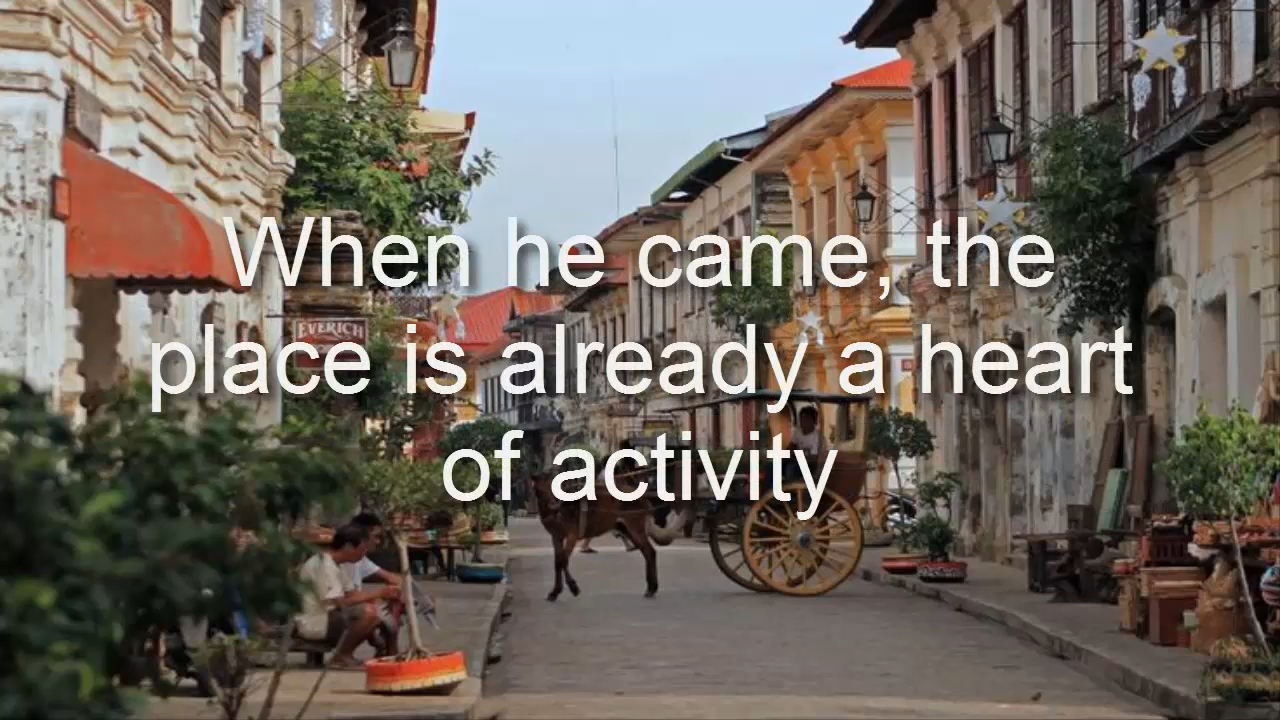 When he came, the
EVERICH
place is already a heart
of activity